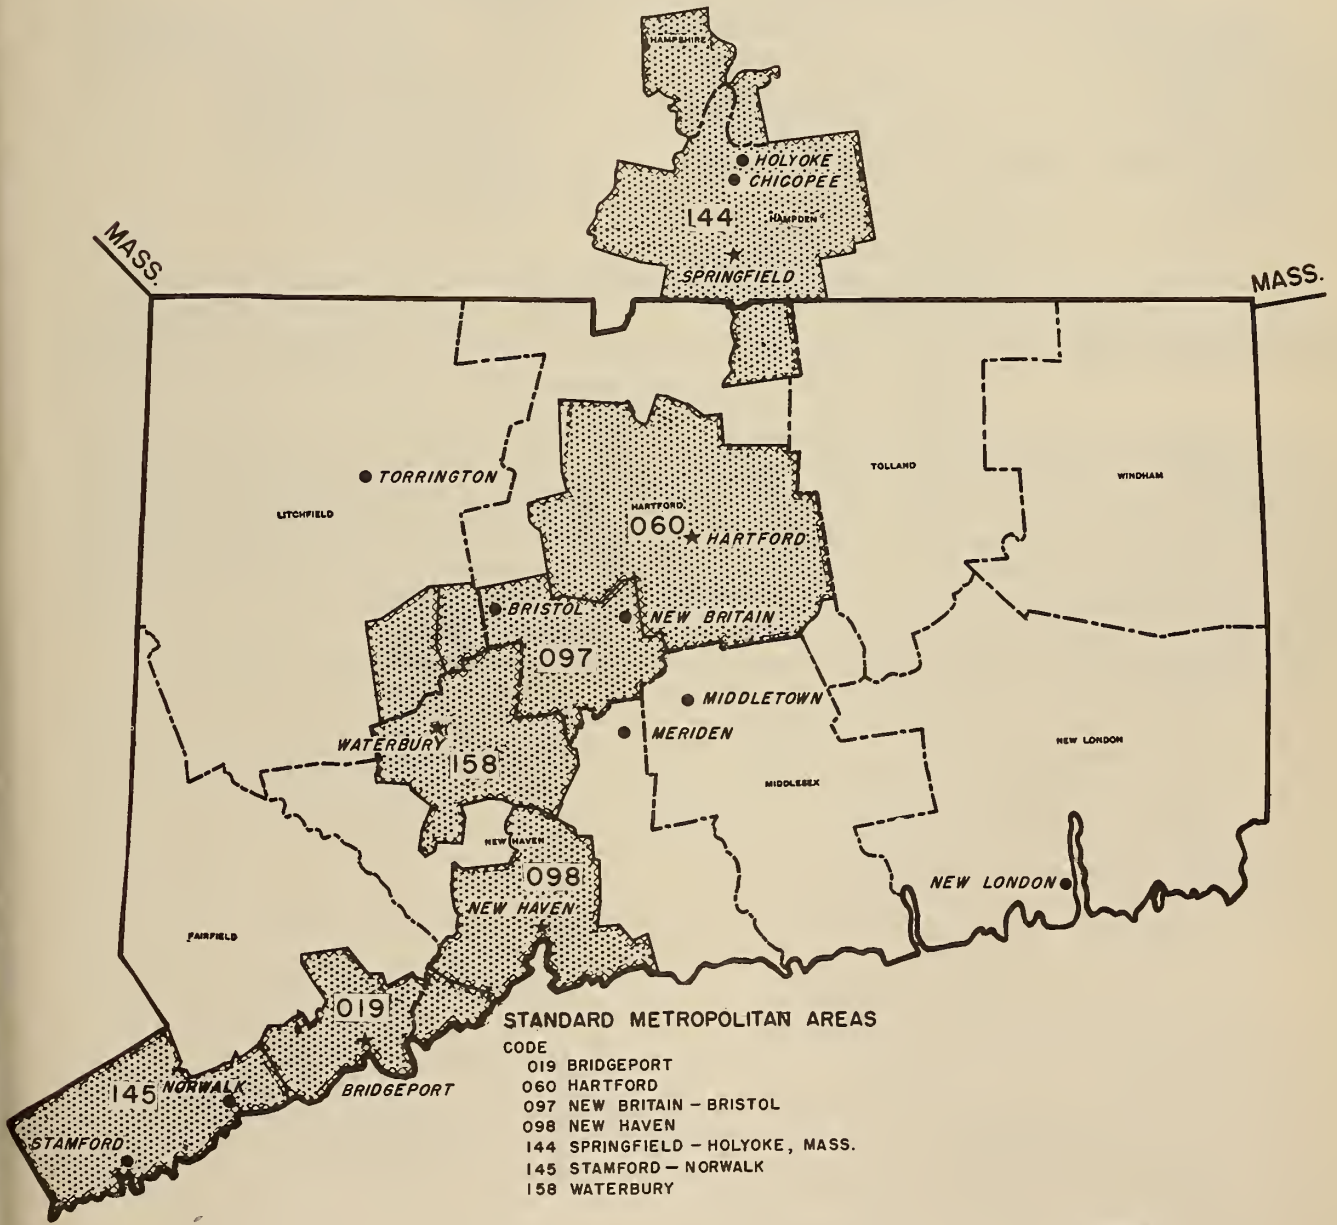 HAMPSHIRE
HOLYOKE
CHICOPEE
144
HAMPDEN
MASS.
SPRINGFIELD
MASS.
TORRINGTON
TOLLAND
WINDHAM
LITCHFIELD
HARTFORD
060
HARTFORD
BRISTOL
NEW BRITAIN
097
MIDDLETOWN
MERIDEN
WATERBURY
158
NEW LONDON
MIDDLESEX
NEW HAVEN
098
NEW HAVEN
NEW LONDON
FAIRFIELD
019
BRIDGEPORT
145
NORWALK
STAMFORD
STANDARD METROPOLITAN AREAS
CODE
019 BRIDGEPORT
060 HARTFORD
097 NEW BRITAIN – BRISTOL
098 NEW HAVEN
144 SPRINGFIELD – HOLYOKE, MASS.
145 STAMFORD – NORWALK
158 WATERBURY